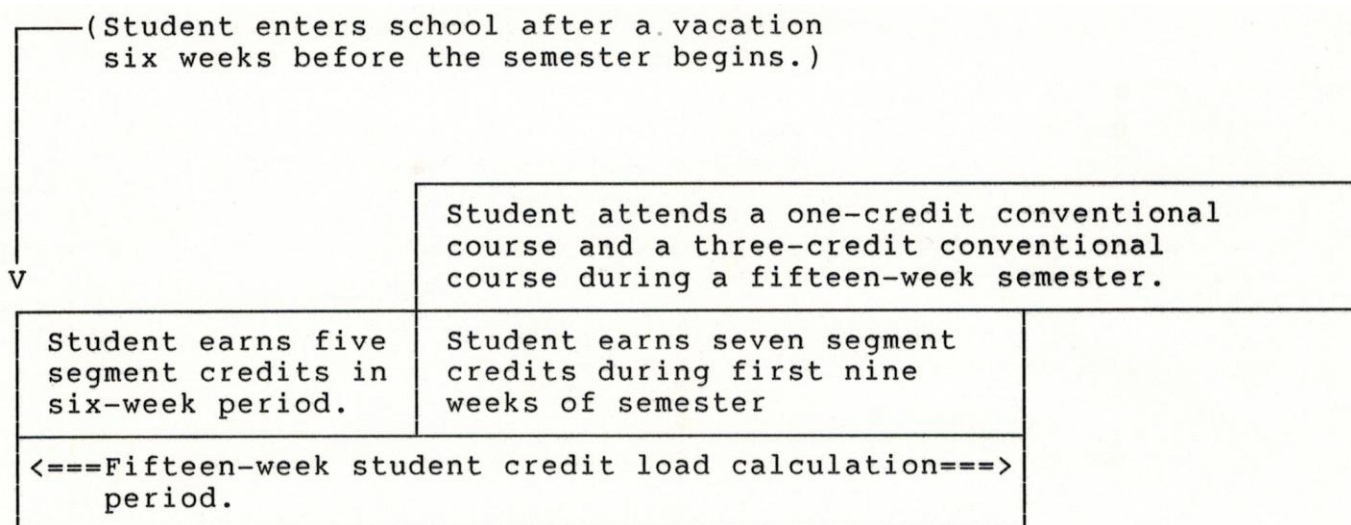 (Student enters school after a vacation
six weeks before the semester begins.)
Student attends a one-credit conventional
course and a three-credit conventional
course during a fifteen-week semester.
V
Student earns five
segment credits in
six-week period.
Student earns seven segment
credits during first nine
weeks of semester
<===Fifteen-week student credit load calculation===>
period.